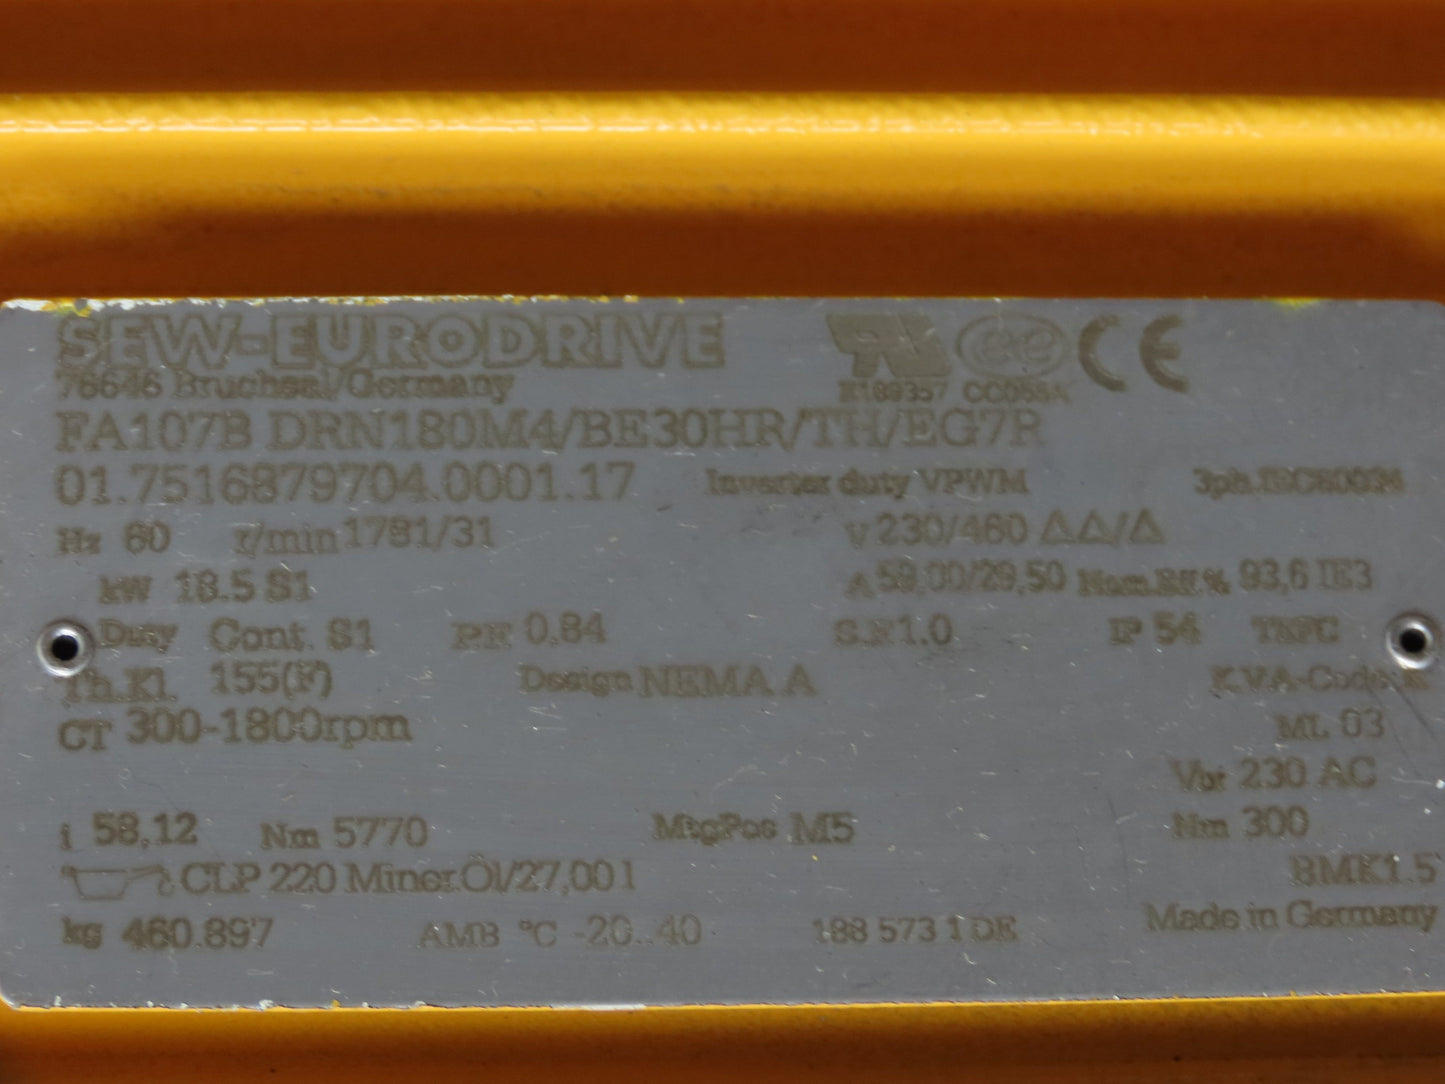 SEW-EURODRIVE
76646 Bruchsal/Germany
E189357 CC056A
CE
FA107B DRN180M4/BE30HR/TH/EG7R
01.7516879704.0001.17 Inverter duty VPWM 3ph.IEC60034
Hz 60 r/min 1781/31 V 230/460 ΔΔ/Δ
kW 18.5 S1 A 59,00/29,50 Nom.Eff.% 93,6 IE3
Duty Cont. S1 P.F. 0.84 S.F. 1.0 IP 54 TEFC
Th.Kl. 155(F) Design NEMA A K.V.A-Code
CT 300-1800rpm ML 03
Vbr 230 AC
i 58,12 Nm 5770 MtgPos M5 Nm 300
CLP 220 Miner.Öl/27,00 l BMK1.5
kg 460.897 AMB °C -20..40 188 573 1 DE Made in Germany